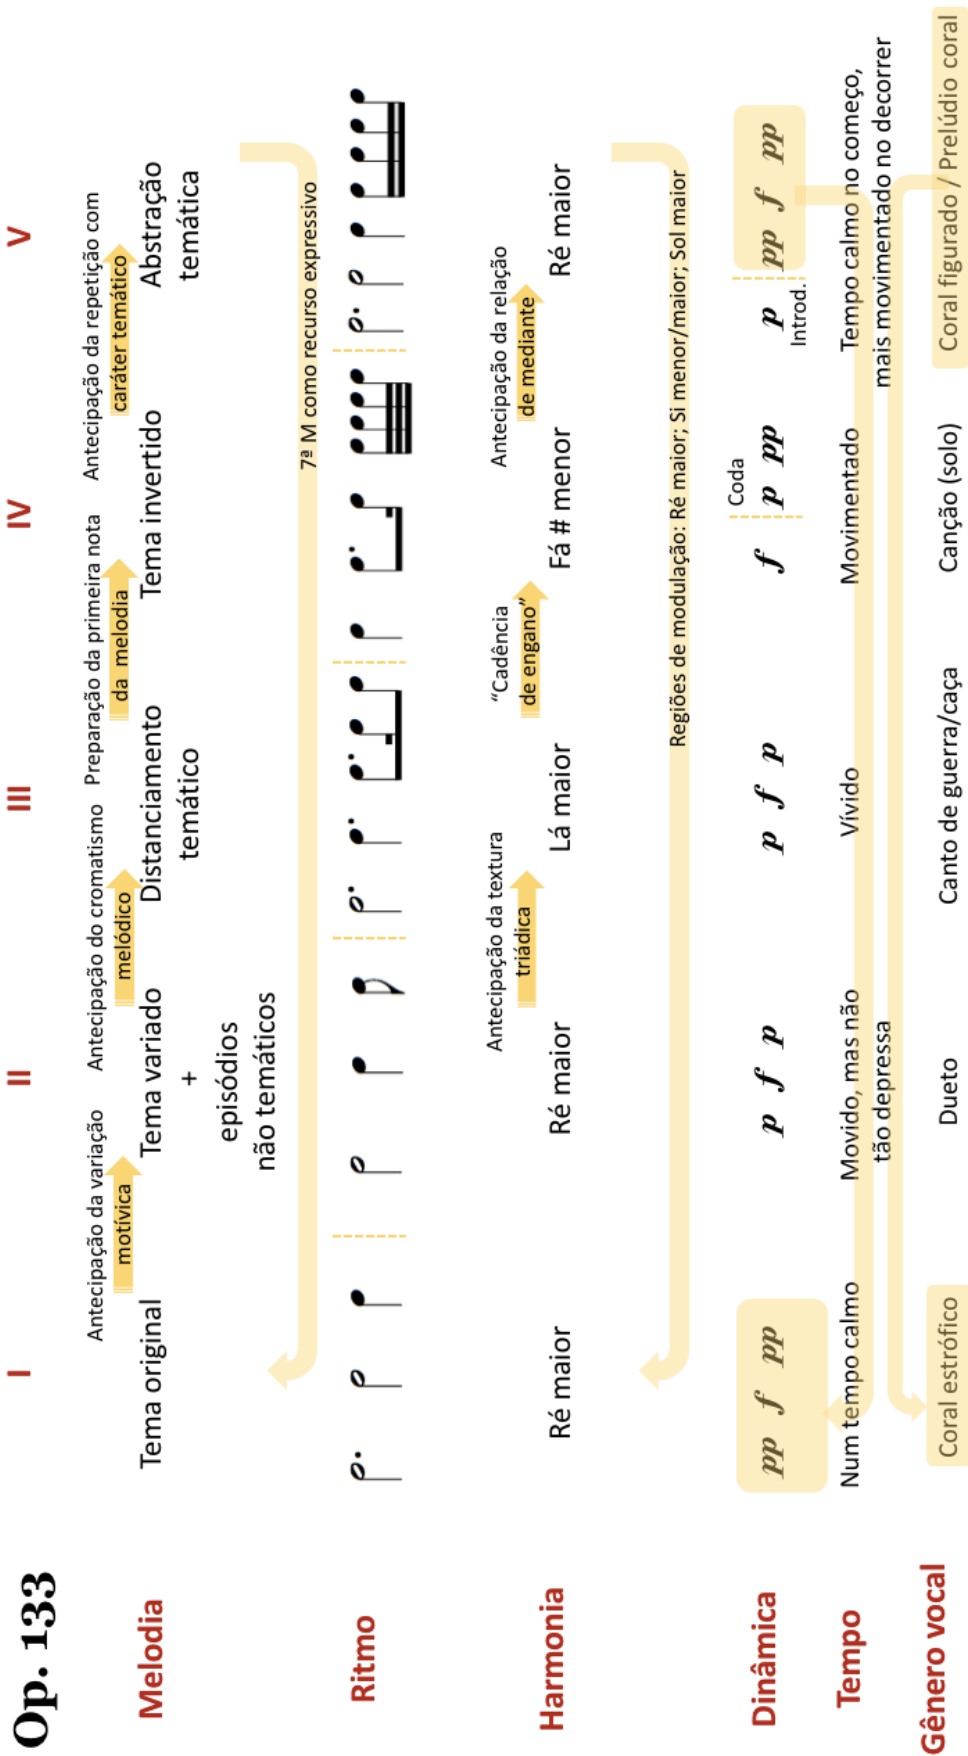 Op. 133
I
II
III
IV
V
Melodia
Antecipação da variação
motívica
Antecipação do cromatismo
melódico
Preparação da primeira nota
da melodia
Antecipação da repetição com
caráter temático
Tema original
Tema variado
+
episódios
não temáticos
Distanciamento
temático
Tema invertido
Abstração
temática
7ª M como recurso expressivo
Ritmo
Harmonia
Antecipação da textura
triádica
“Cadência
de engano”
Antecipação da relação
de mediante
Ré maior
Ré maior
Lá maior
Fá # menor
Ré maior
Regiões de modulação: Ré maior; Si menor/maior; Sol maior
Dinâmica
pp f pp
p f p
p f p
f
Coda
p pp
p
Introd.
pp f pp
Tempo
Num tempo calmo
Movido, mas não
tão depressa
Vívido
Movimentado
Tempo calmo no começo,
mais movimentado no decorrer
Gênero vocal
Coral estrófico
Dueto
Canto de guerra/caça
Canção (solo)
Coral figurado / Prelúdio coral